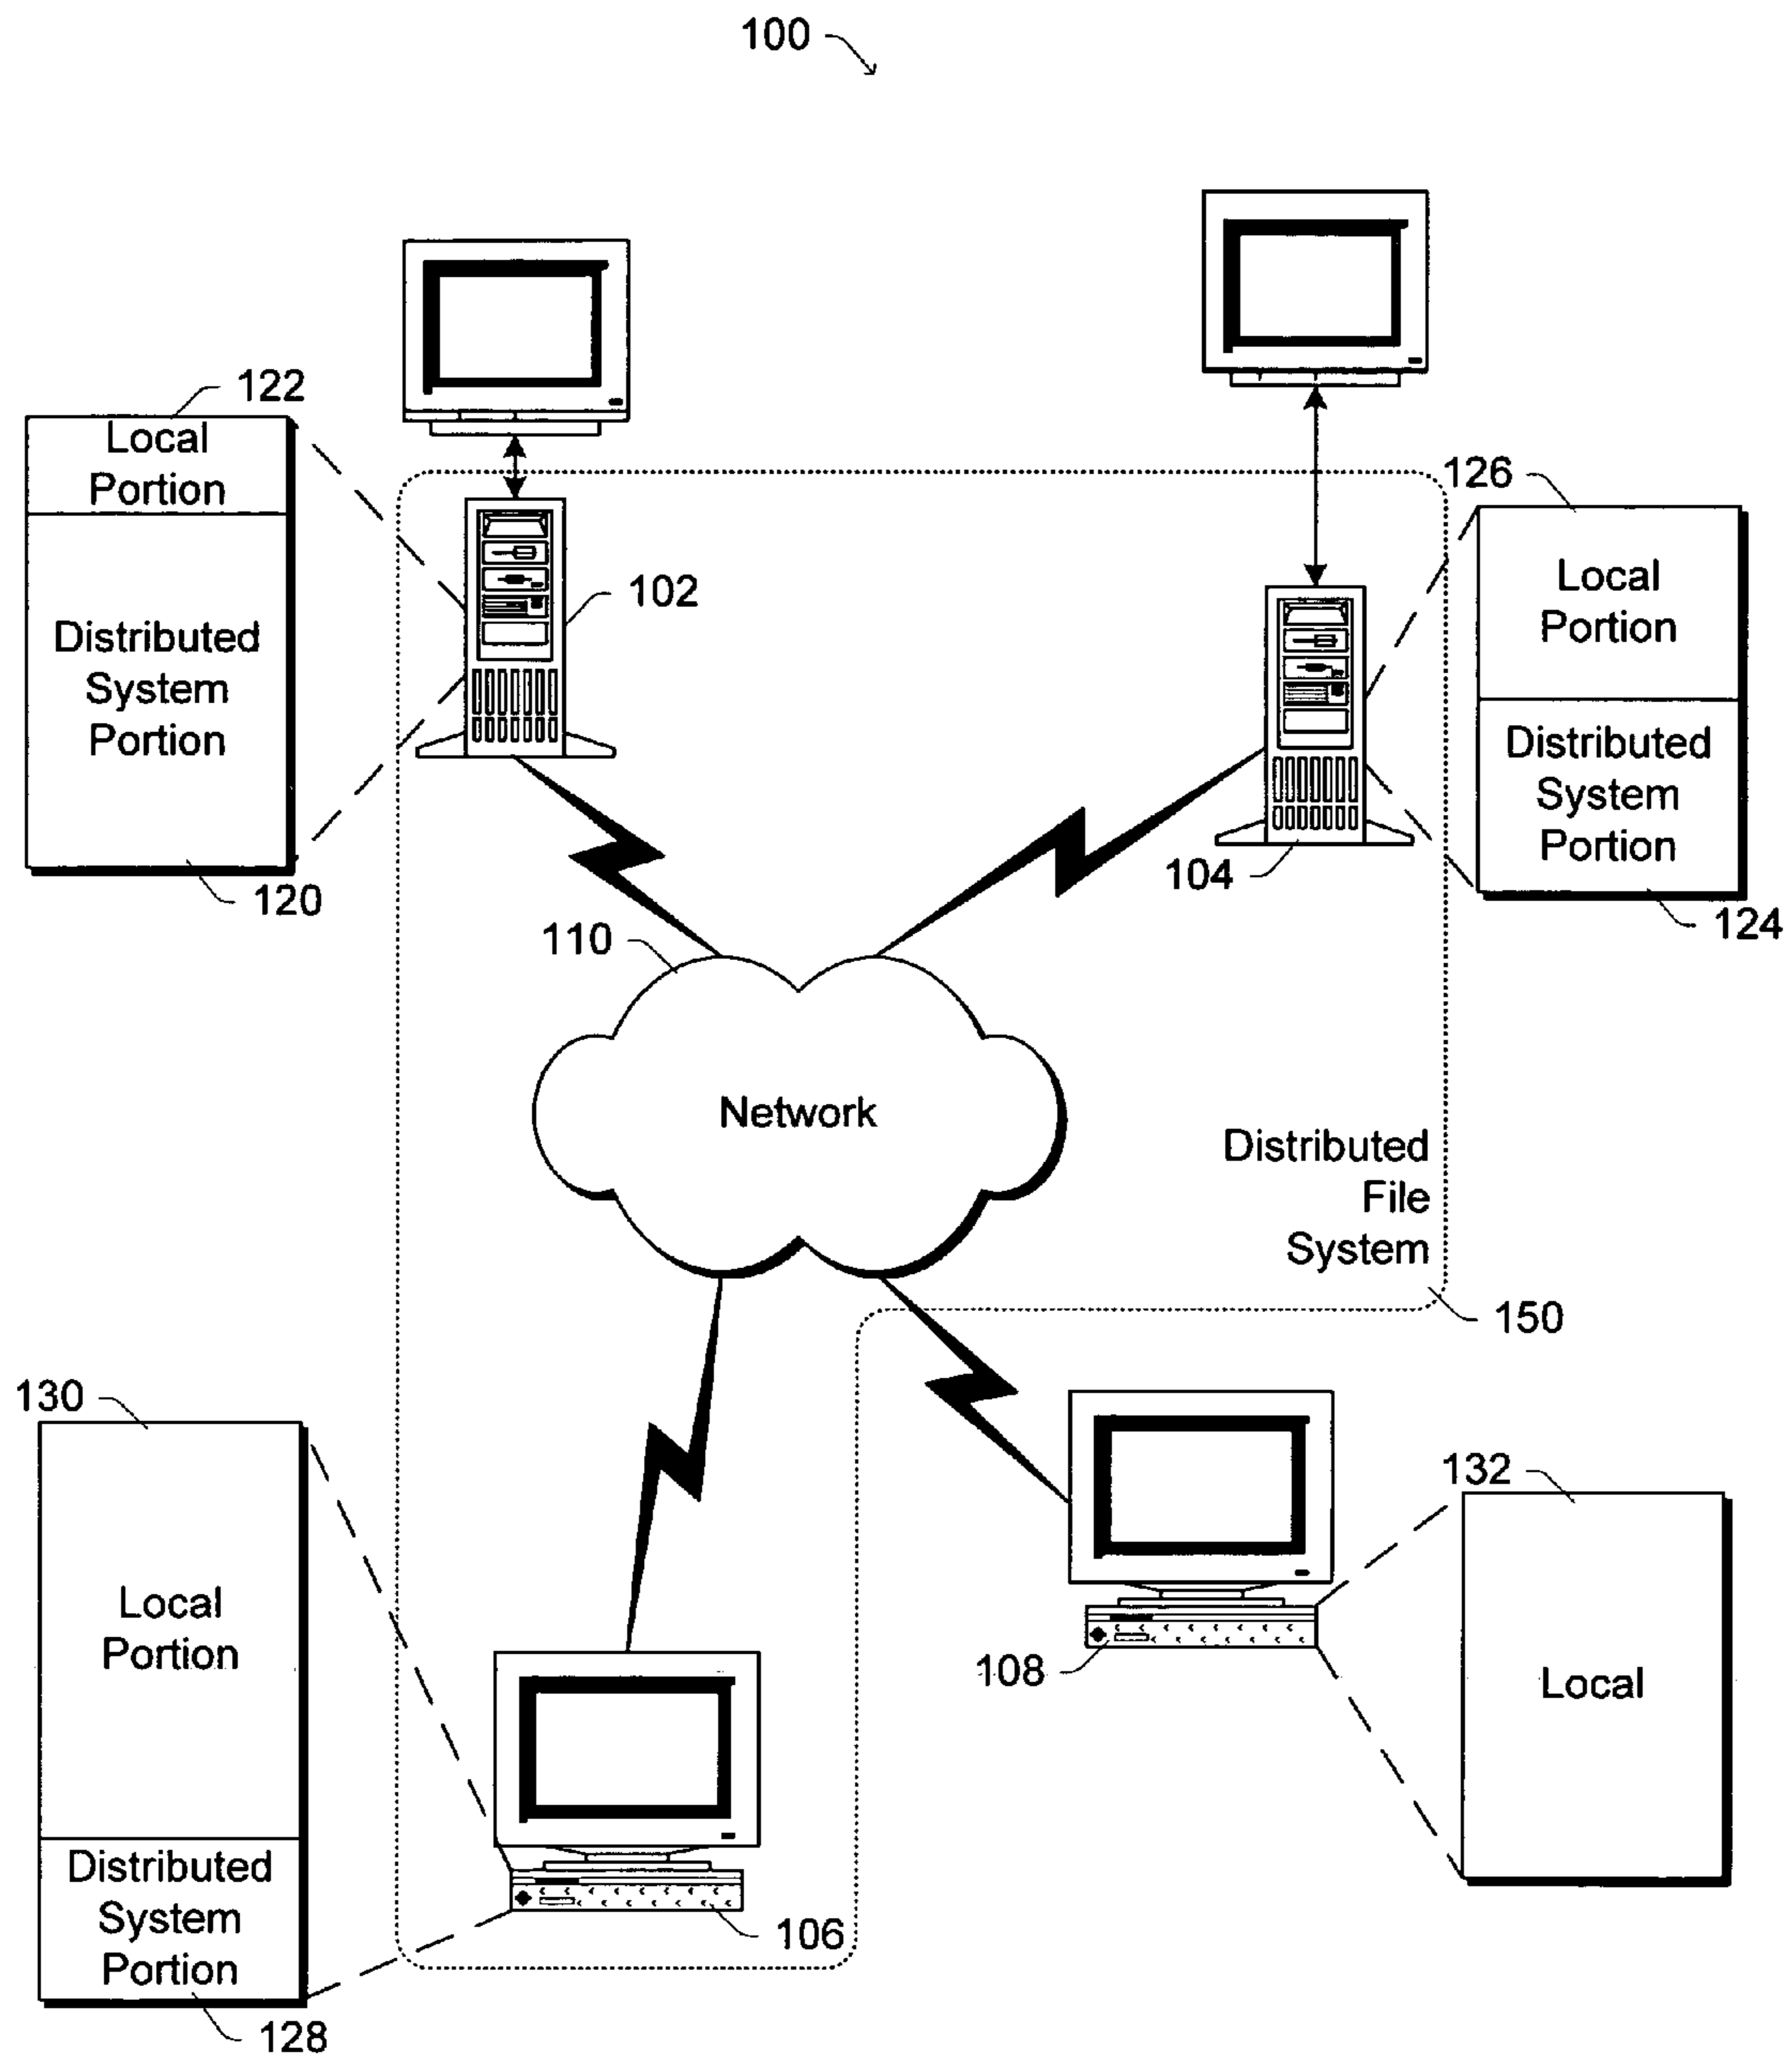 100
122
Local
Portion
Distributed
System
Portion
120
102
126
Local
Portion
Distributed
System
Portion
124
104
110
Network
Distributed
File
System
150
130
Local
Portion
Distributed
System
Portion
128
106
108
132
Local